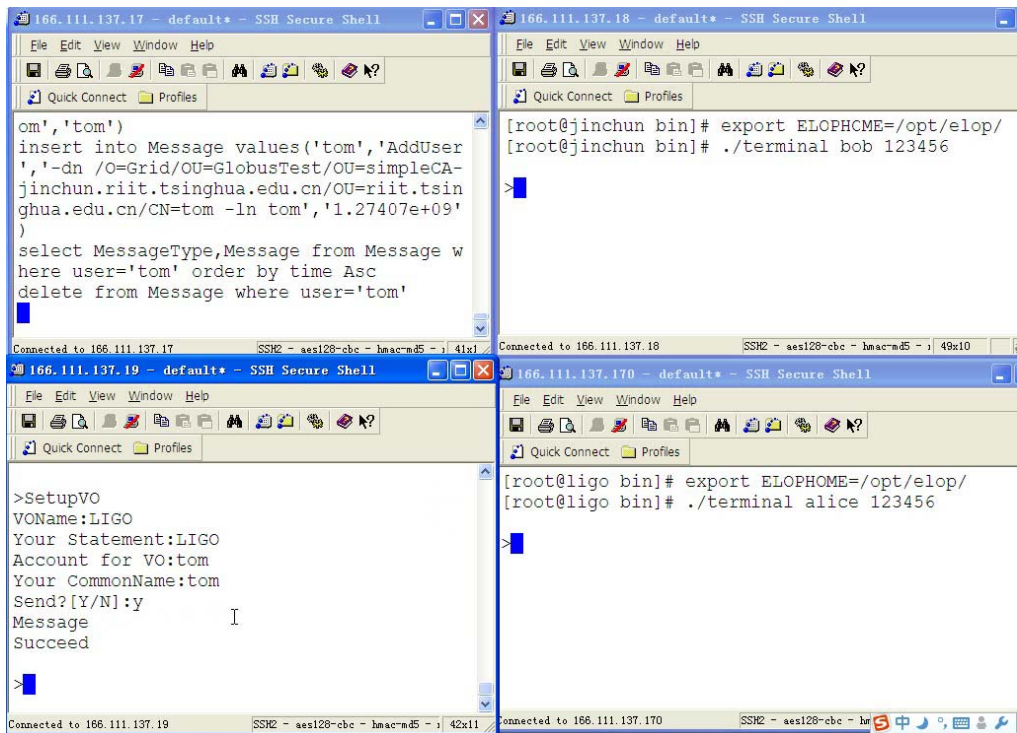 166.111.137.17 - default* - SSH Secure Shell
File Edit View Window Help
Quick Connect Profiles
om','tom')
insert into Message values('tom','AddUser
','-dn /O=Grid/OU=GlobusTest/OU=simpleCA-
jinchun.riit.tsinghua.edu.cn/OU=riit.tsin
ghua.edu.cn/CN=tom -ln tom','1.27407e+09'
)
select MessageType,Message from Message w
here user='tom' order by time Asc
delete from Message where user='tom'
Connected to 166.111.137.17 SSH2 - aes128-cbc - hmac-md5 - 41x1
166.111.137.18 - default* - SSH Secure Shell
File Edit View Window Help
Quick Connect Profiles
[root@jinchun bin]# export ELOPHCME=/opt/elop/
[root@jinchun bin]# ./terminal bob 123456
>
Connected to 166.111.137.18 SSH2 - aes128-cbc - hmac-md5 - 49x10
166.111.137.19 - default* - SSH Secure Shell
File Edit View Window Help
Quick Connect Profiles
>SetupVO
VOName:LIGO
Your Statement:LIGO
Account for VO:tom
Your CommonName:tom
Send?[Y/N]:y
Message
Succeed
>
Connected to 166.111.137.19 SSH2 - aes128-cbc - hmac-md5 - 42x11
166.111.137.170 - default* - SSH Secure Shell
File Edit View Window Help
Quick Connect Profiles
[root@ligo bin]# export ELOPHOME=/opt/elop/
[root@ligo bin]# ./terminal alice 123456
>
Connected to 166.111.137.170 SSH2 - aes128-cbc - hm
中